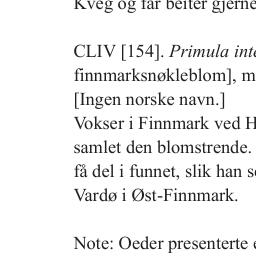 Kveg og får beiter gjerne
CLIV [154]. Primula int
finnmarksnøkleblom], m
[Ingen norske navn.]
Vokser i Finnmark ved H
samlet den blomstrende.
få del i funnet, slik han s
Vardø i Øst-Finnmark.
Note: Oeder presenterte e